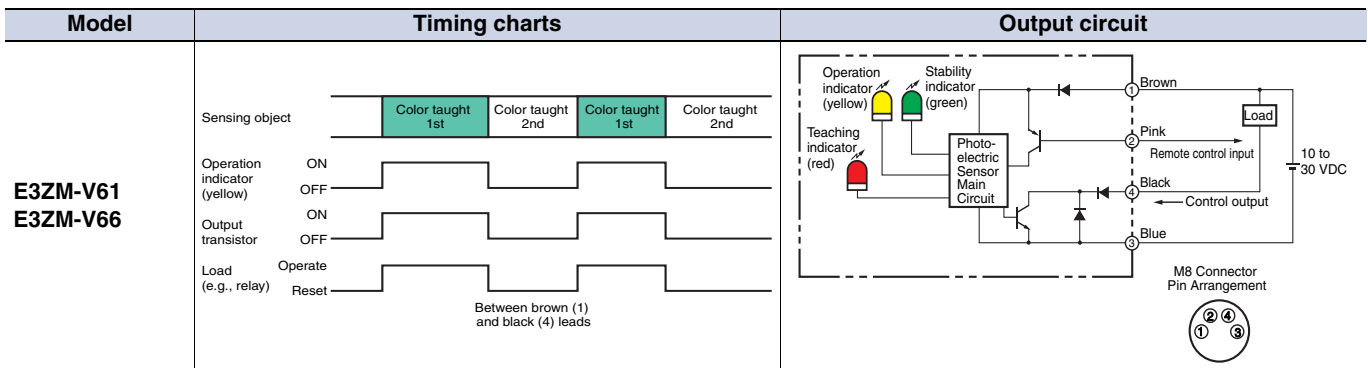 Model
Timing charts
Output circuit
E3ZM-V61
E3ZM-V66
Sensing object
Color taught
1st
Color taught
2nd
Color taught
1st
Color taught
2nd
Operation
indicator
(yellow)
ON
OFF
Output
transistor
ON
OFF
Load
(e.g., relay)
Operate
Reset
Between brown (1)
and black (4) leads
Operation
indicator
(yellow)
Stability
indicator
(green)
Teaching
indicator
(red)
Photo-
electric
Sensor
Main
Circuit
1
Brown
Load
2
Pink
Remote control input
10 to
30 VDC
4
Black
Control output
3
Blue
M8 Connector
Pin Arrangement
2 4
1 3